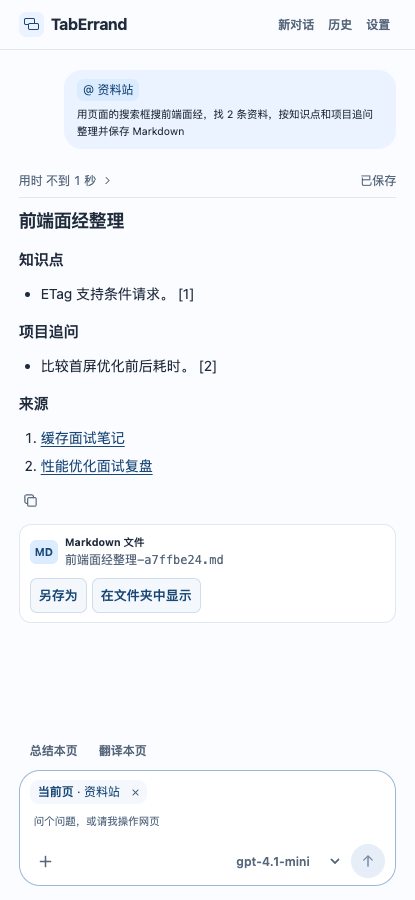 TabErrand
新对话 历史 设置
@ 资料站
用页面的搜索框搜前端面经，找 2 条资料，按知识点和项目追问
整理并保存 Markdown
用时 不到 1 秒
已保存
前端面经整理
知识点
• ETag 支持条件请求。 [1]
项目追问
• 比较首屏优化前后耗时。 [2]
来源
1. 缓存面试笔记
2. 性能优化面试复盘
MD
Markdown 文件
前端面经整理-a7ffbe24.md
另存为 在文件夹中显示
总结本页 翻译本页
当前页 · 资料站 ×
问个问题，或请我操作网页
gpt-4.1-mini